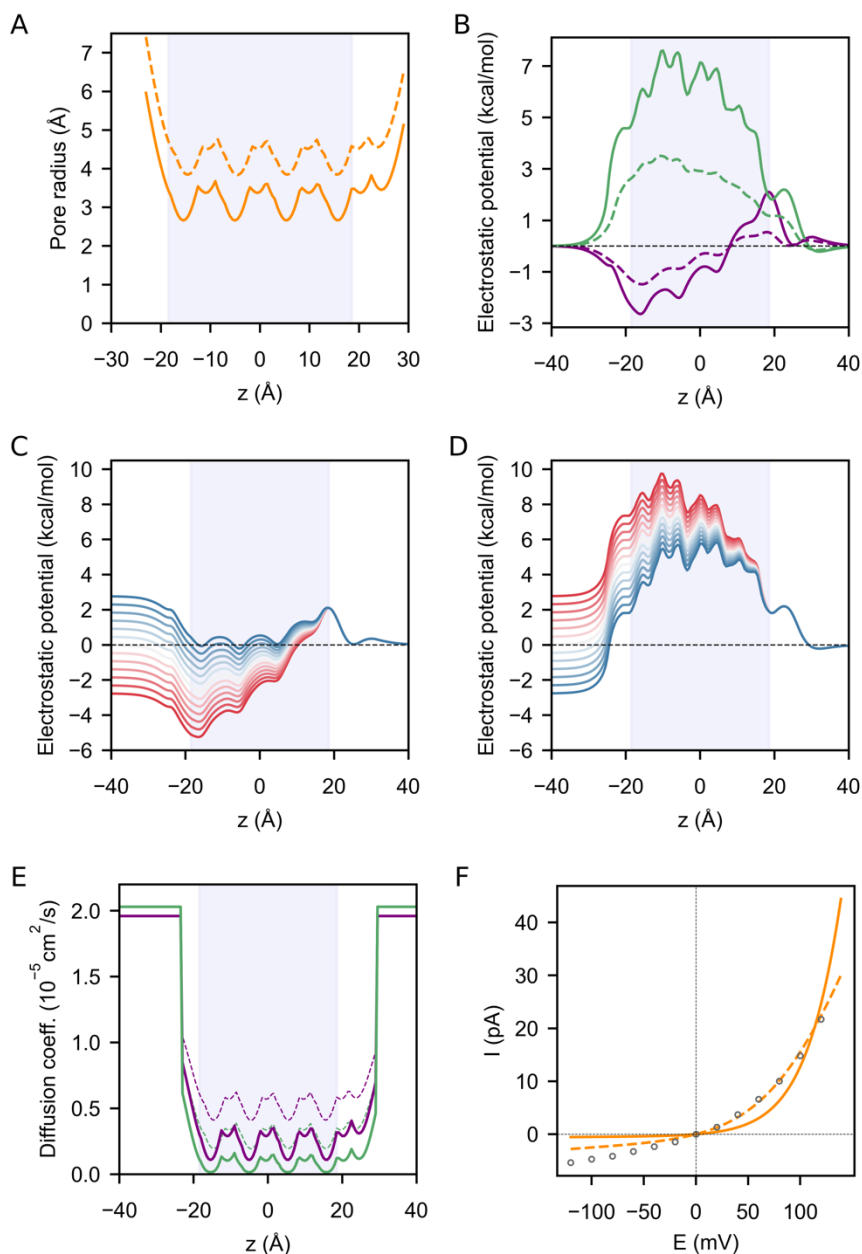 A
Pore radius (Å)
7
6
5
4
3
2
1
0
−30 −20 −10 0 10 20 30
z (Å)
B
Electrostatic potential (kcal/mol)
7
5
3
1
−1
−3
−40 −20 0 20 40
z (Å)
C
Electrostatic potential (kcal/mol)
10
8
6
4
2
0
−2
−4
−6
−40 −20 0 20 40
z (Å)
D
Electrostatic potential (kcal/mol)
10
8
6
4
2
0
−2
−4
−6
−40 −20 0 20 40
z (Å)
E
Diffusion coeff. (10⁻⁵ cm²/s)
2.0
1.5
1.0
0.5
0.0
−40 −20 0 20 40
z (Å)
F
I (pA)
40
30
20
10
0
−100 −50 0 50 100
E (mV)